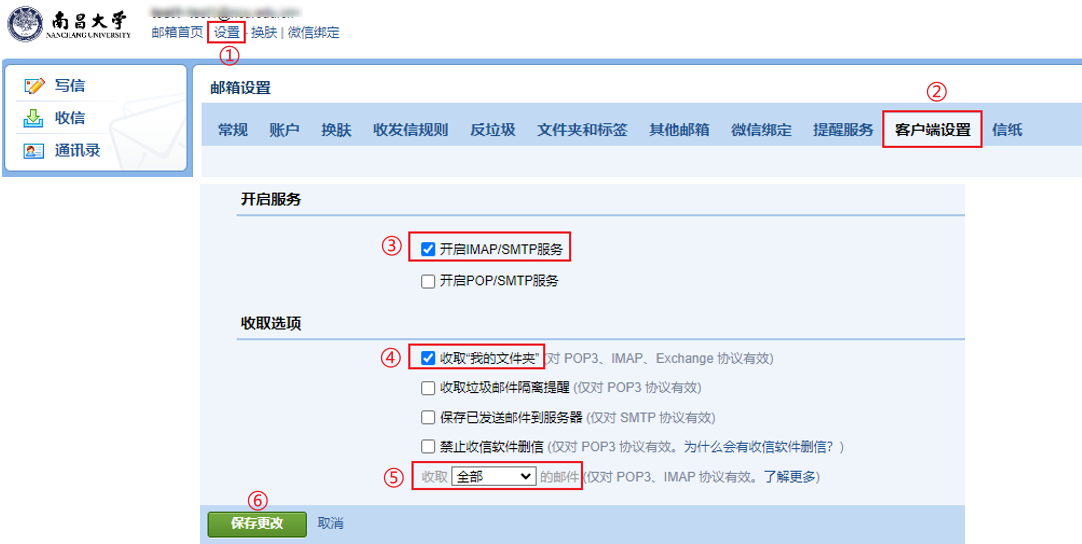 南昌大学
NANCHANG UNIVERSITY
邮箱首页 | 设置 - 换肤 | 微信绑定
①
写信
收信
通讯录
邮箱设置
②
常规 账户 换肤 收发信规则 反垃圾 文件夹和标签 其他邮箱 微信绑定 提醒服务 客户端设置 信纸
开启服务
③ 开启IMAP/SMTP服务
开启POP/SMTP服务
收取选项
④ 收取“我的文件夹” (对 POP3、IMAP、Exchange 协议有效)
收取垃圾邮件隔离提醒 (仅对 POP3 协议有效)
保存已发送邮件到服务器 (仅对 SMTP 协议有效)
禁止收信软件删信 (仅对 POP3 协议有效。为什么会有收信软件删信？)
⑤ 收取 全部 的邮件 (仅对 POP3、IMAP 协议有效。了解更多)
⑥
保存更改 取消